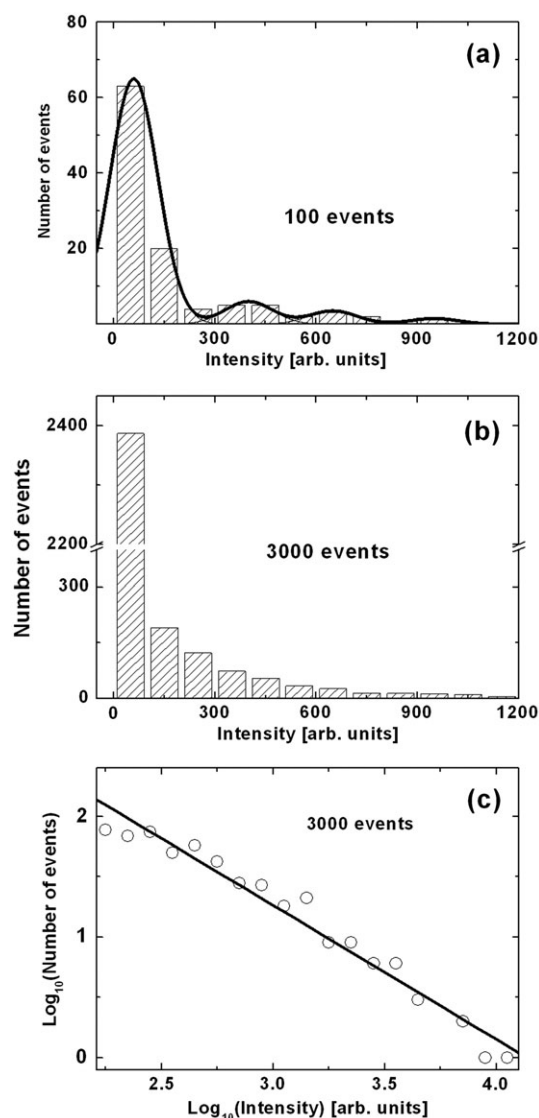 80
(a)
60
40
20
Number of events
100 events
0 300 600 900 1200
Intensity [arb. units]
2400
(b)
2200
300
0
Number of events
3000 events
0 300 600 900 1200
Intensity [arb. units]
(c)
3000 events
2
1
0
Log10(Number of events)
2.5 3.0 3.5 4.0
Log10(Intensity) [arb. units]